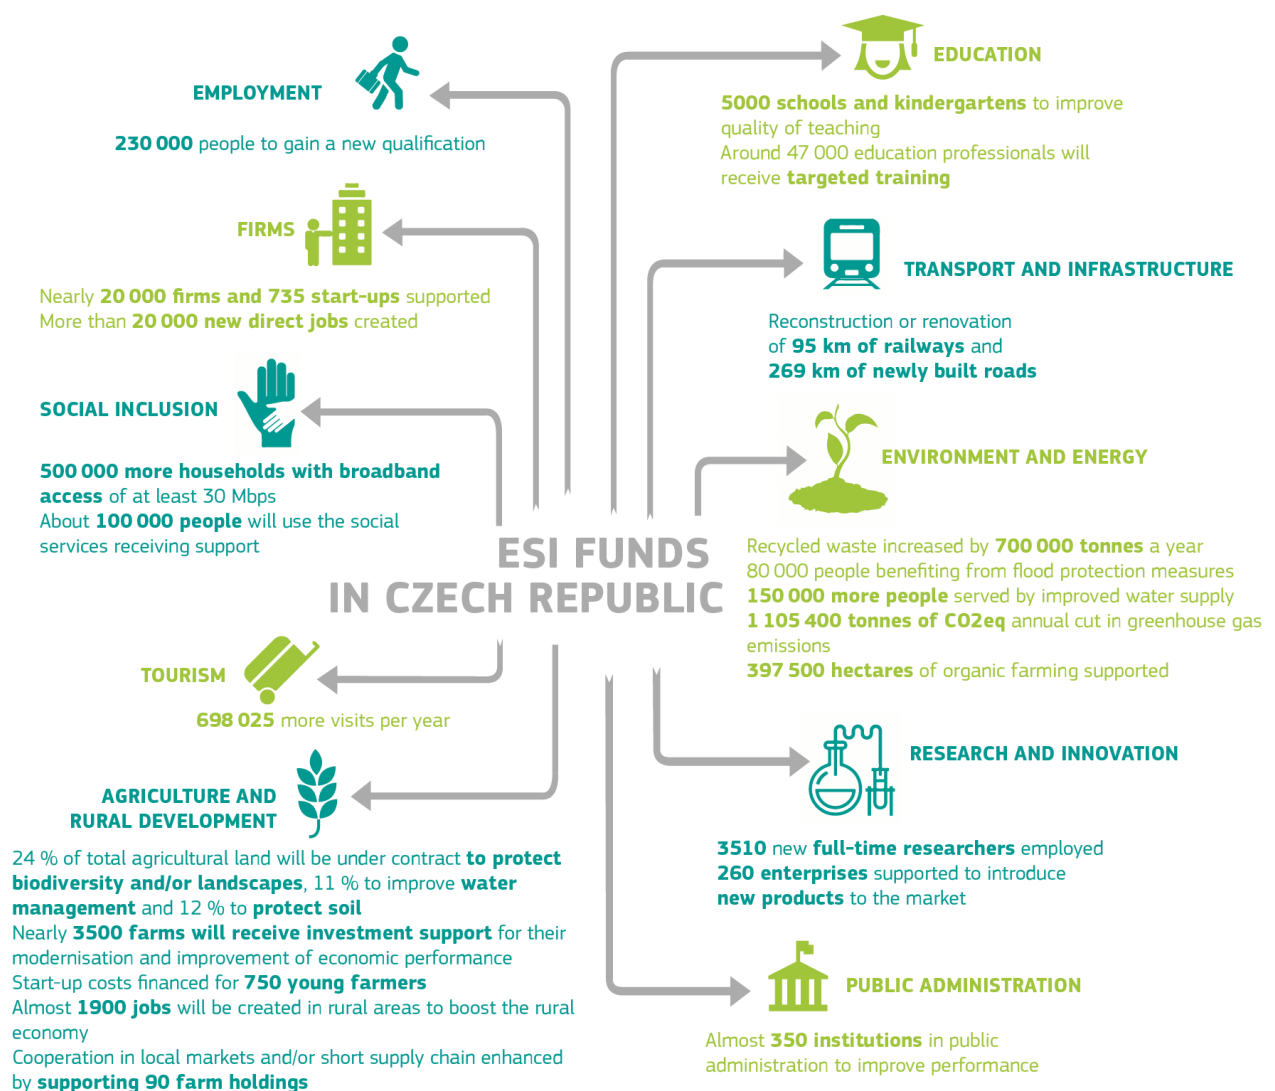 EMPLOYMENT
230 000 people to gain a new qualification
FIRMS
Nearly 20 000 firms and 735 start-ups supported
More than 20 000 new direct jobs created
SOCIAL INCLUSION
500 000 more households with broadband
access of at least 30 Mbps
About 100 000 people will use the social
services receiving support
EDUCATION
5000 schools and kindergartens to improve
quality of teaching
Around 47 000 education professionals will
receive targeted training
TRANSPORT AND INFRASTRUCTURE
Reconstruction or renovation
of 95 km of railways and
269 km of newly built roads
ENVIRONMENT AND ENERGY
Recycled waste increased by 700 000 tonnes a year
80 000 people benefiting from flood protection measures
150 000 more people served by improved water supply
1 105 400 tonnes of CO2eq annual cut in greenhouse gas
emissions
397 500 hectares of organic farming supported
ESI FUNDS
IN CZECH REPUBLIC
TOURISM
698 025 more visits per year
AGRICULTURE AND
RURAL DEVELOPMENT
24 % of total agricultural land will be under contract to protect
biodiversity and/or landscapes, 11 % to improve water
management and 12 % to protect soil
Nearly 3500 farms will receive investment support for their
modernisation and improvement of economic performance
Start-up costs financed for 750 young farmers
Almost 1900 jobs will be created in rural areas to boost the rural
economy
Cooperation in local markets and/or short supply chain enhanced
by supporting 90 farm holdings
RESEARCH AND INNOVATION
3510 new full-time researchers employed
260 enterprises supported to introduce
new products to the market
PUBLIC ADMINISTRATION
Almost 350 institutions in public
administration to improve performance